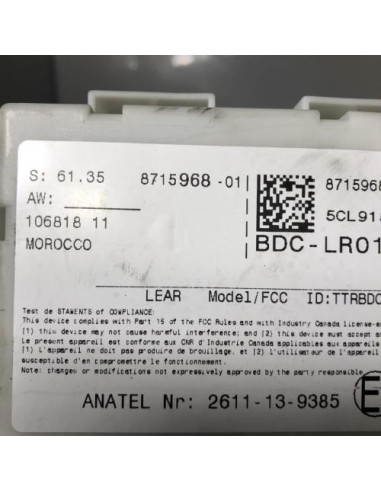 S: 61.35 8715968 -01 8715968
AW:
106818 11 5CL91
MOROCCO BDC-LR01
LEAR Model/FCC ID:TTRBDC
Test de STAMENTS of COMPLIANCE:
This device complies with Part 15 of the FCC Rules and with Industry Canada license-e
(1) this device may not cause harmful interference; and (2) this device must accept an
Le present appareil est conforme aux CNR d'Industrie Canada applicables aux appareils
(1) L'appareil ne doit pas produire de brouillage, et (2) l'utilisateur de l'appareil
susceptible d'en compromettre le fonctionnement.
Note: changes or modifications not expressively approved by the party responsible
ANATEL Nr: 2611-13-9385 E